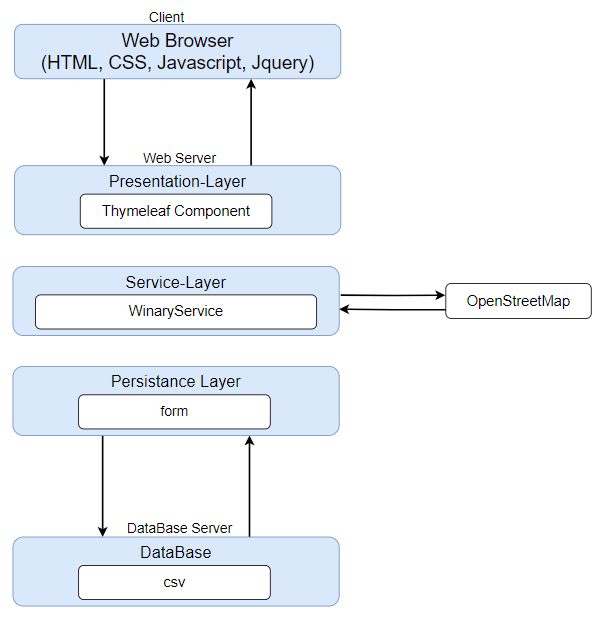 Client
Web Browser
(HTML, CSS, Javascript, Jquery)
Web Server
Presentation-Layer
Thymeleaf Component
Service-Layer
WinaryService
OpenStreetMap
Persistance Layer
form
DataBase Server
DataBase
csv